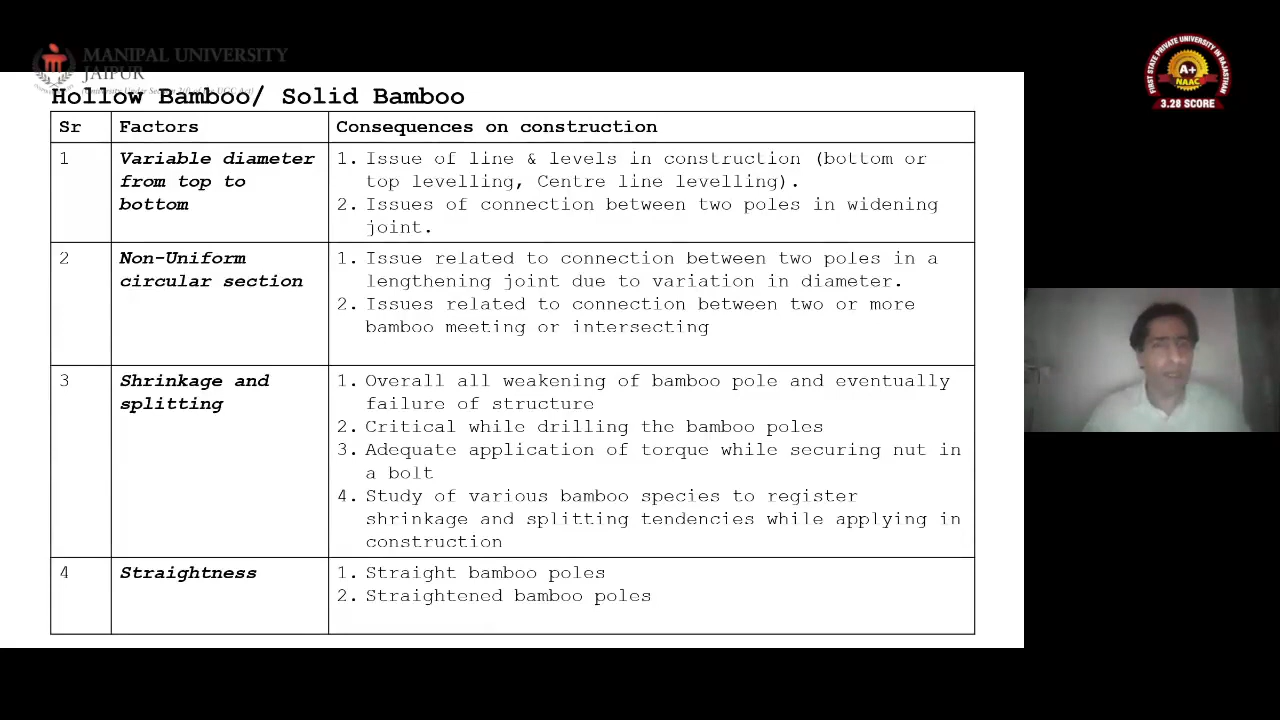 MANIPAL UNIVERSITY
JAIPUR
FIRST STATE PRIVATE UNIVERSITY IN RAJASTHAN
A+
NAAC
3.28 SCORE
Hollow Bamboo/ Solid Bamboo
Sr Factors Consequences on construction
1 Variable diameter from top to bottom
1. Issue of line & levels in construction (bottom or
top levelling, Centre line levelling).
2. Issues of connection between two poles in widening
joint.
2 Non-Uniform circular section
1. Issue related to connection between two poles in a
lengthening joint due to variation in diameter.
2. Issues related to connection between two or more
bamboo meeting or intersecting
3 Shrinkage and splitting
1. Overall all weakening of bamboo pole and eventually
failure of structure
2. Critical while drilling the bamboo poles
3. Adequate application of torque while securing nut in
a bolt
4. Study of various bamboo species to register
shrinkage and splitting tendencies while applying in
construction
4 Straightness
1. Straight bamboo poles
2. Straightened bamboo poles